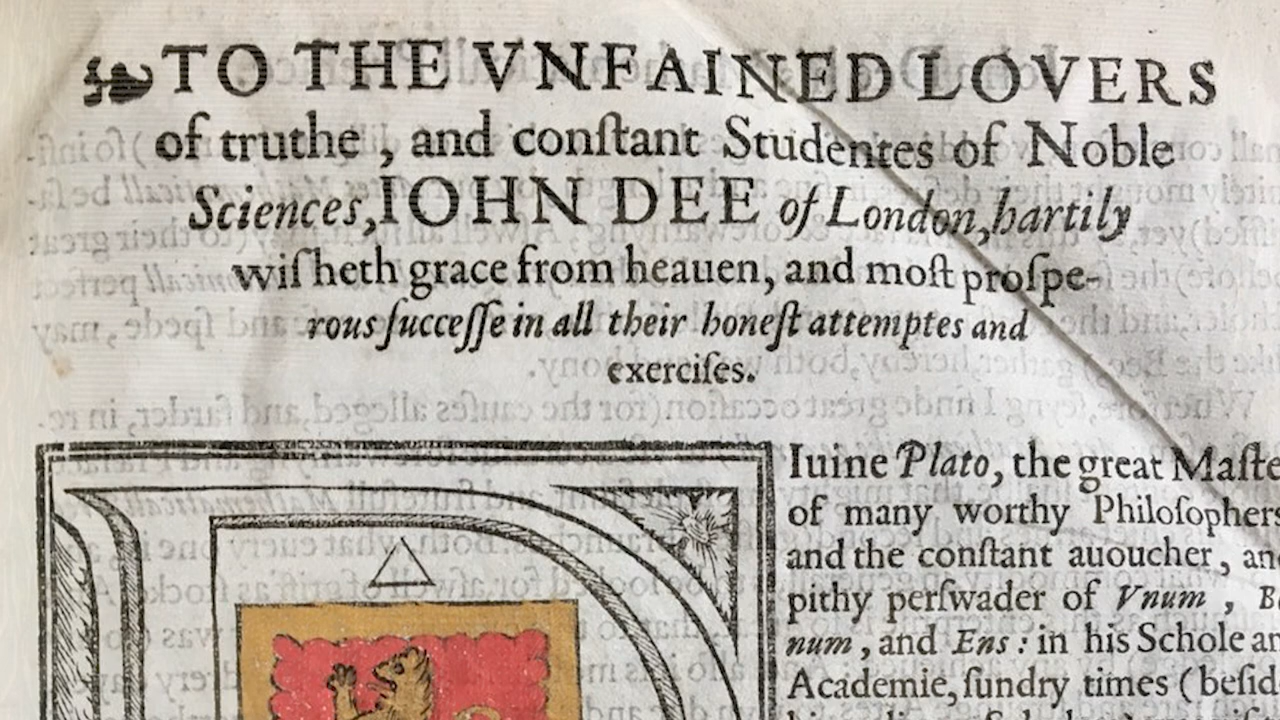 TO THE VNFAINED LOVERS
of truthe , and conſtant Studentes of Noble
Sciences, IOHN DEE of London, hartily
wiſheth grace from heauen, and moſt proſpe-
rous ſucceſſe in all their honeſt attemptes and
exerciſes.
Iuine Plato, the great Maſte
of many worthy Philoſophers
and the conſtant auoucher, an
pithy perſwader of Vnum , B
num, and Ens: in his Schole an
Academie, ſundry times ( beſid